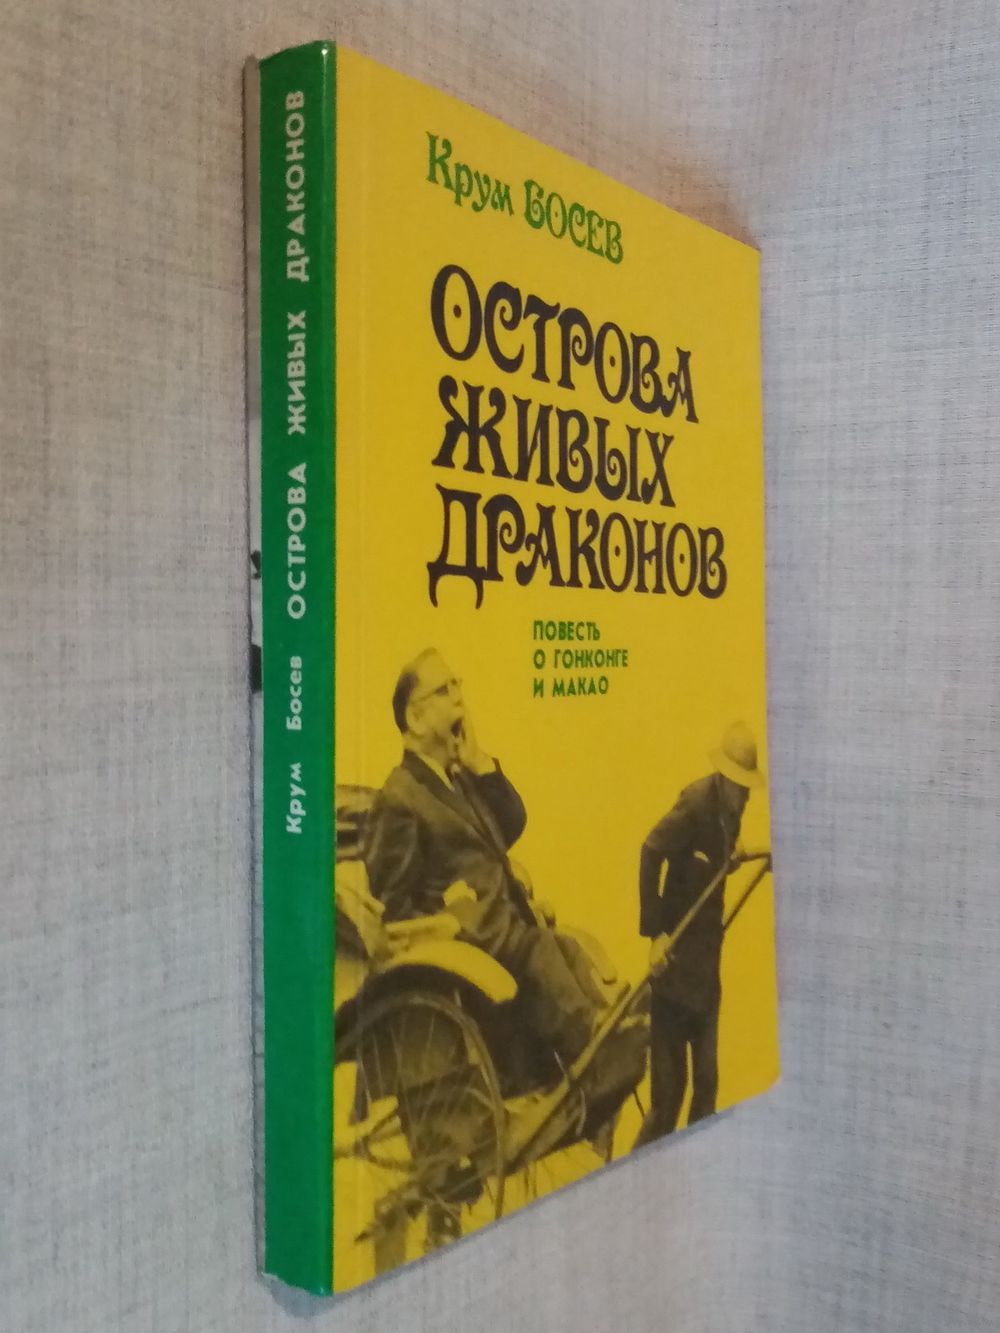 Крум БОСЕВ
ОСТРОВА
ЖИВЫХ
ДРАКОНОВ
ПОВЕСТЬ
О ГОНКОНГЕ
И МАКАО
Крум Босев ОСТРОВА ЖИВЫХ ДРАКОНОВ